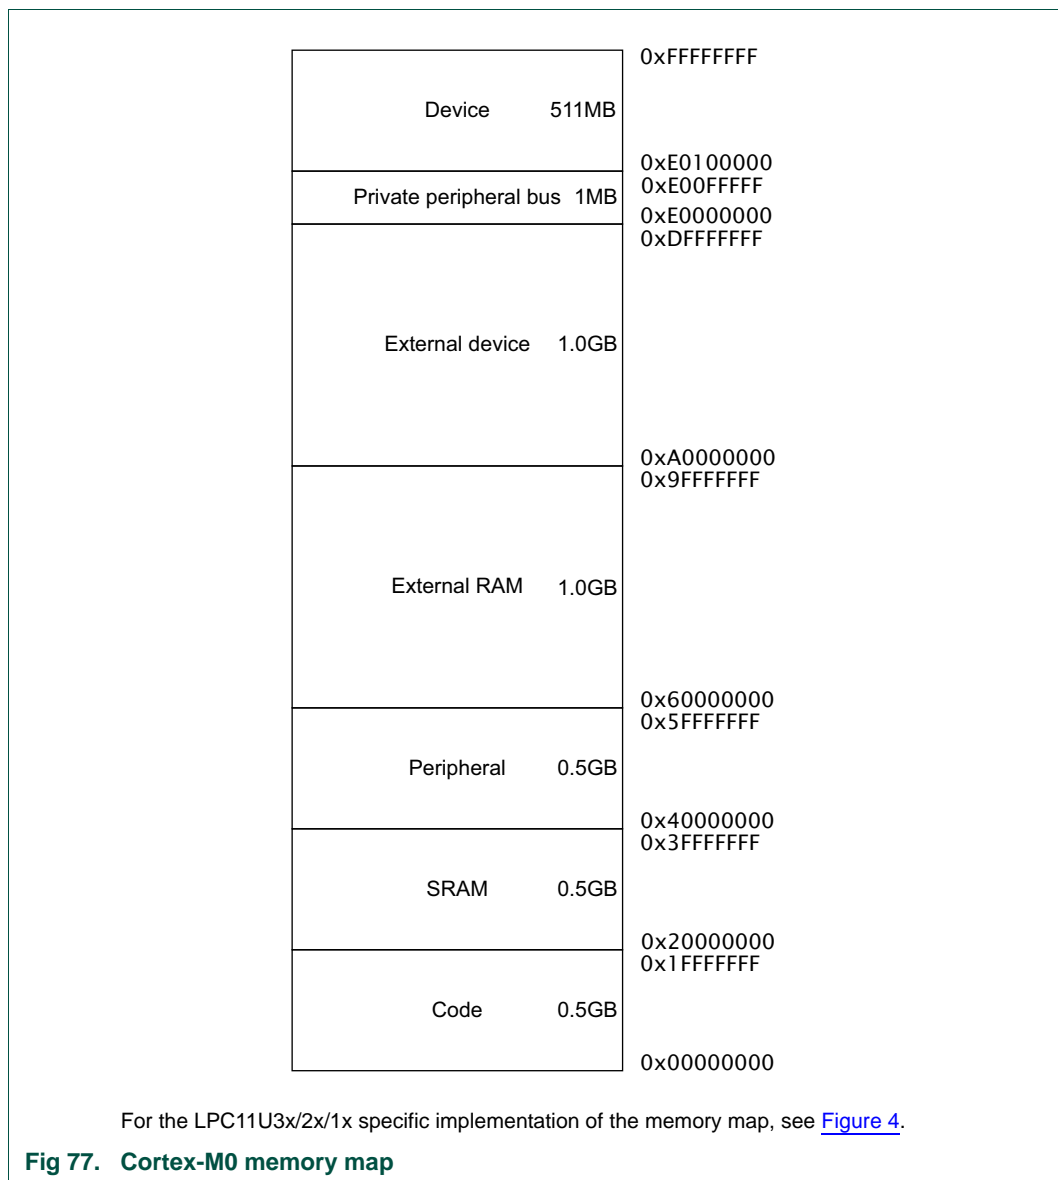 0xFFFFFFFF
Device 511MB
0xE0100000
0xE00FFFFF
Private peripheral bus 1MB
0xE0000000
0xDFFFFFFF
External device 1.0GB
0xA0000000
0x9FFFFFFF
External RAM 1.0GB
0x60000000
0x5FFFFFFF
Peripheral 0.5GB
0x40000000
0x3FFFFFFF
SRAM 0.5GB
0x20000000
0x1FFFFFFF
Code 0.5GB
0x00000000
For the LPC11U3x/2x/1x specific implementation of the memory map, see Figure 4.
Fig 77. Cortex-M0 memory map